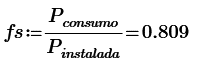 fs := P_consumo / P_instalada = 0.809